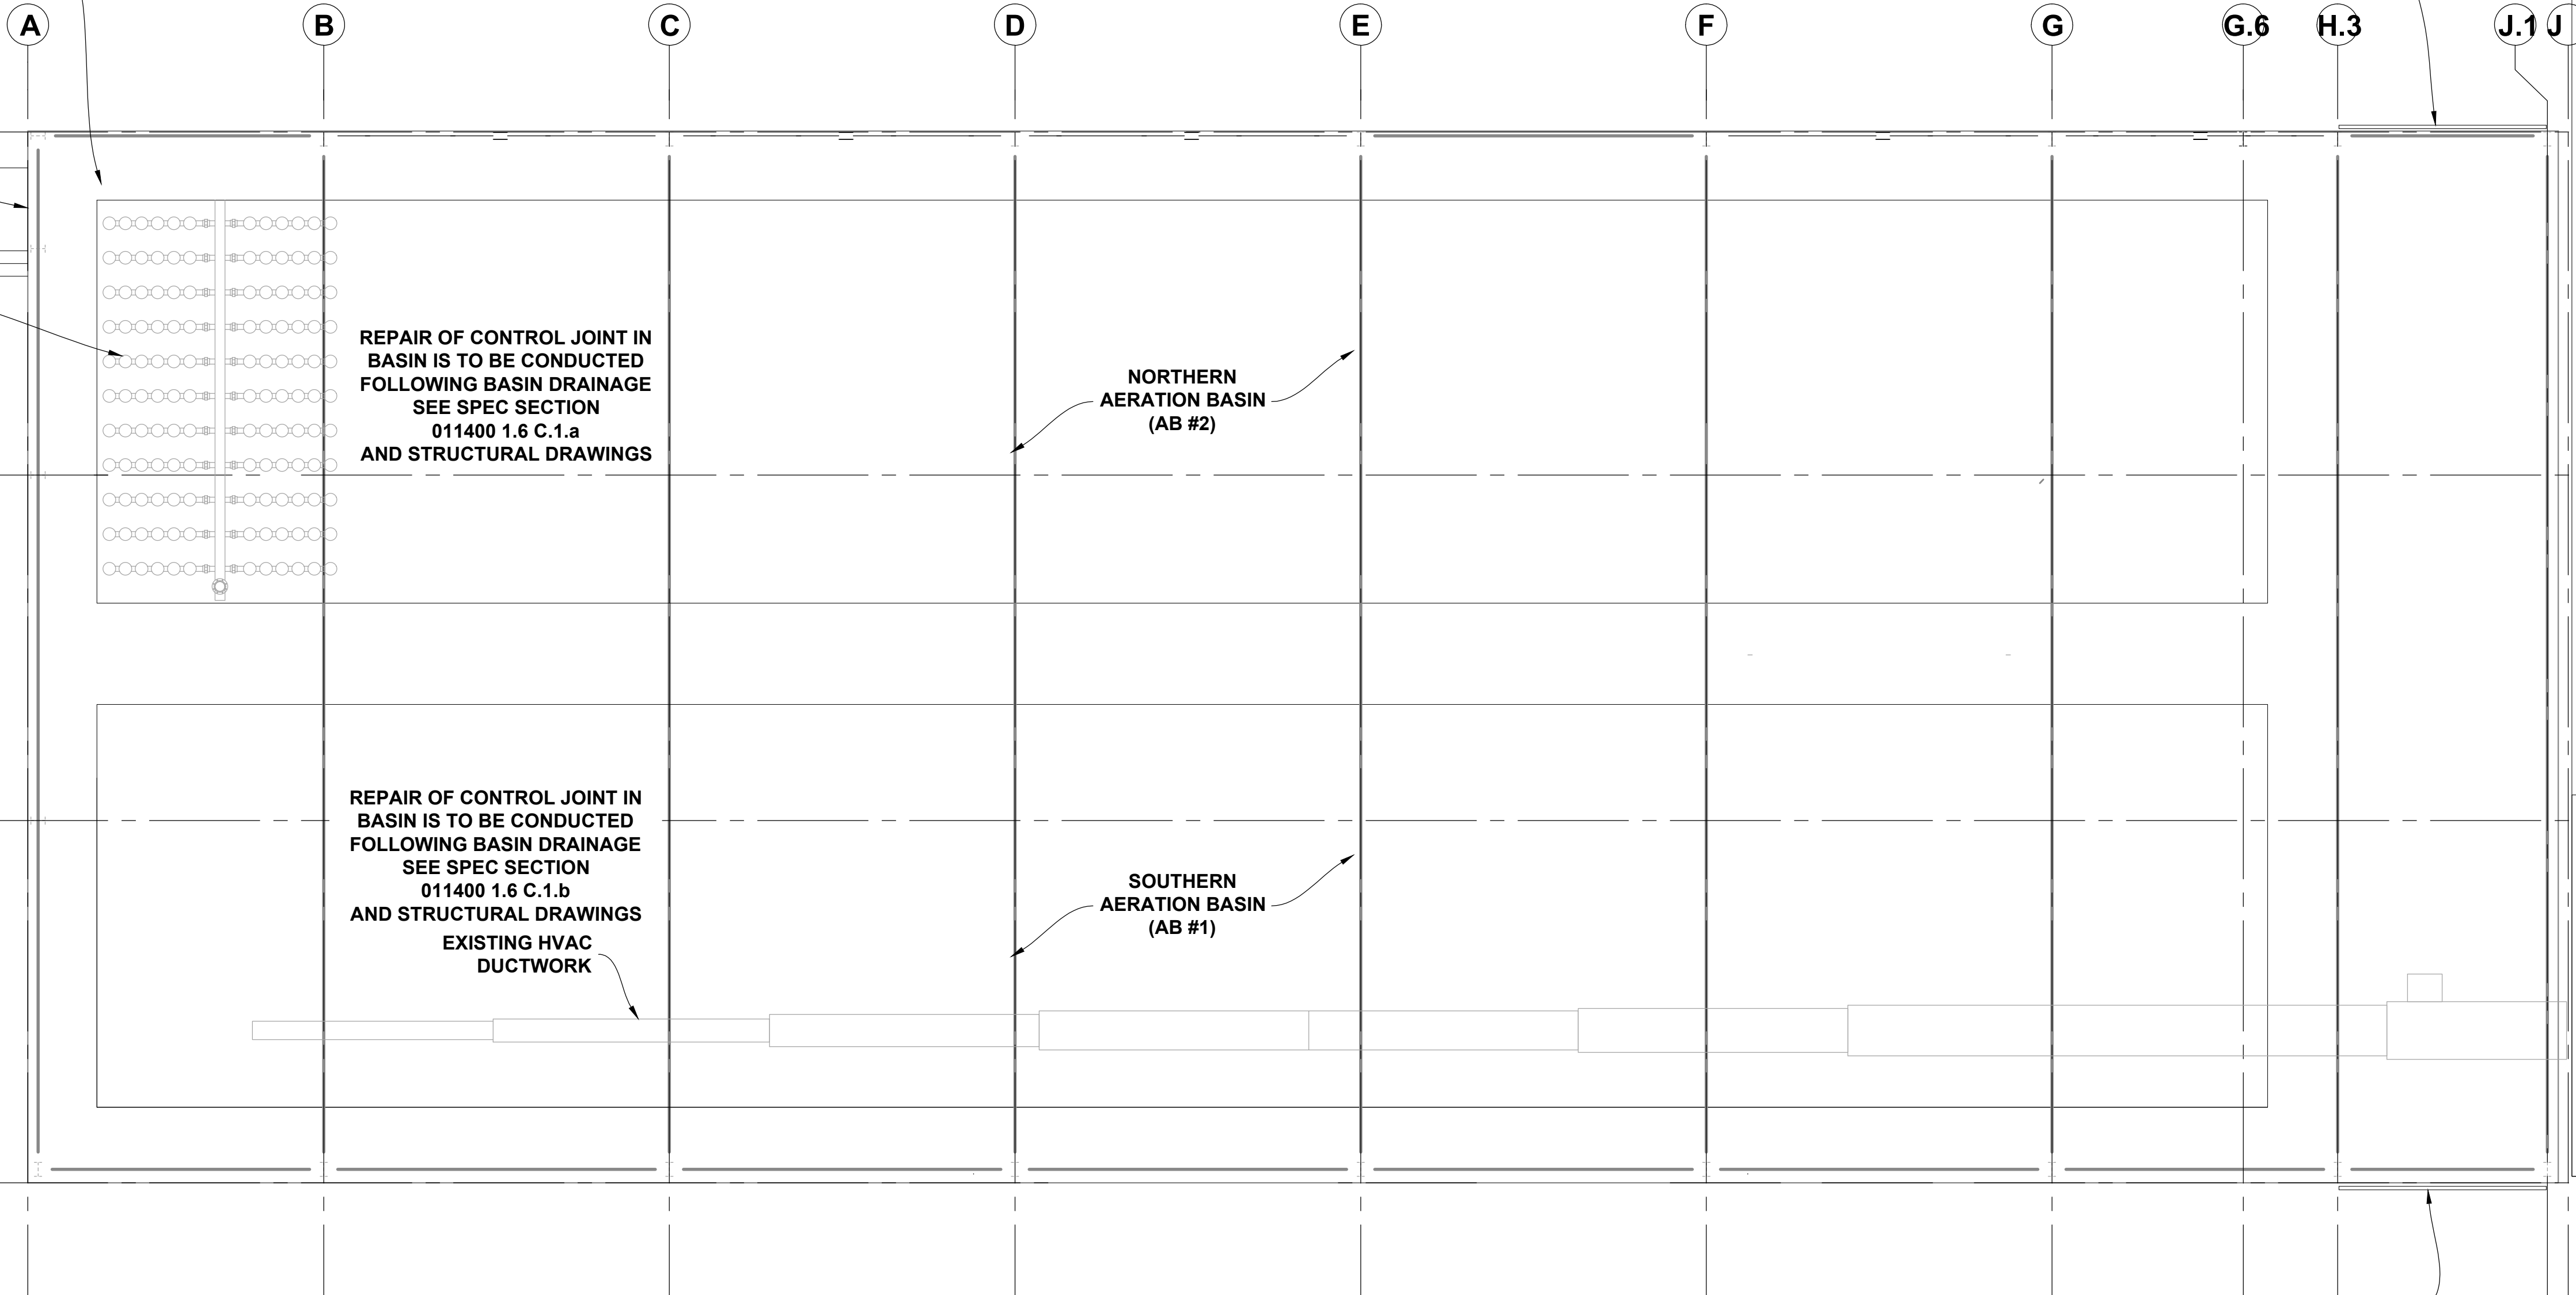 A B C D E F G G.6 H.3 J.1 J
REPAIR OF CONTROL JOINT IN
BASIN IS TO BE CONDUCTED
FOLLOWING BASIN DRAINAGE
SEE SPEC SECTION
011400 1.6 C.1.a
AND STRUCTURAL DRAWINGS
NORTHERN
AERATION BASIN
(AB #2)
REPAIR OF CONTROL JOINT IN
BASIN IS TO BE CONDUCTED
FOLLOWING BASIN DRAINAGE
SEE SPEC SECTION
011400 1.6 C.1.b
AND STRUCTURAL DRAWINGS
EXISTING HVAC
DUCTWORK
SOUTHERN
AERATION BASIN
(AB #1)